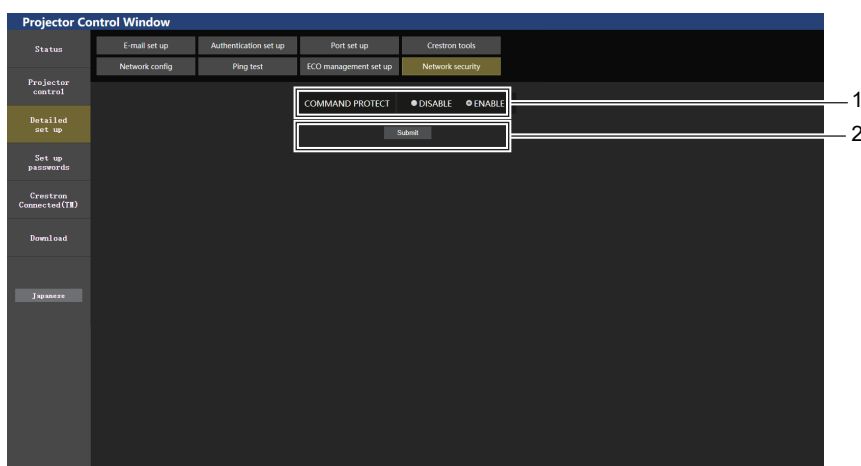 Projector Control Window
Status
E-mail set up
Authentication set up
Port set up
Crestron tools
Network config
Ping test
ECO management set up
Network security
Projector
control
Detailed
set up
Set up
passwords
Crestron
Connected(TM)
Download
Japanese
COMMAND PROTECT DISABLE ENABLE
1
Submit
2